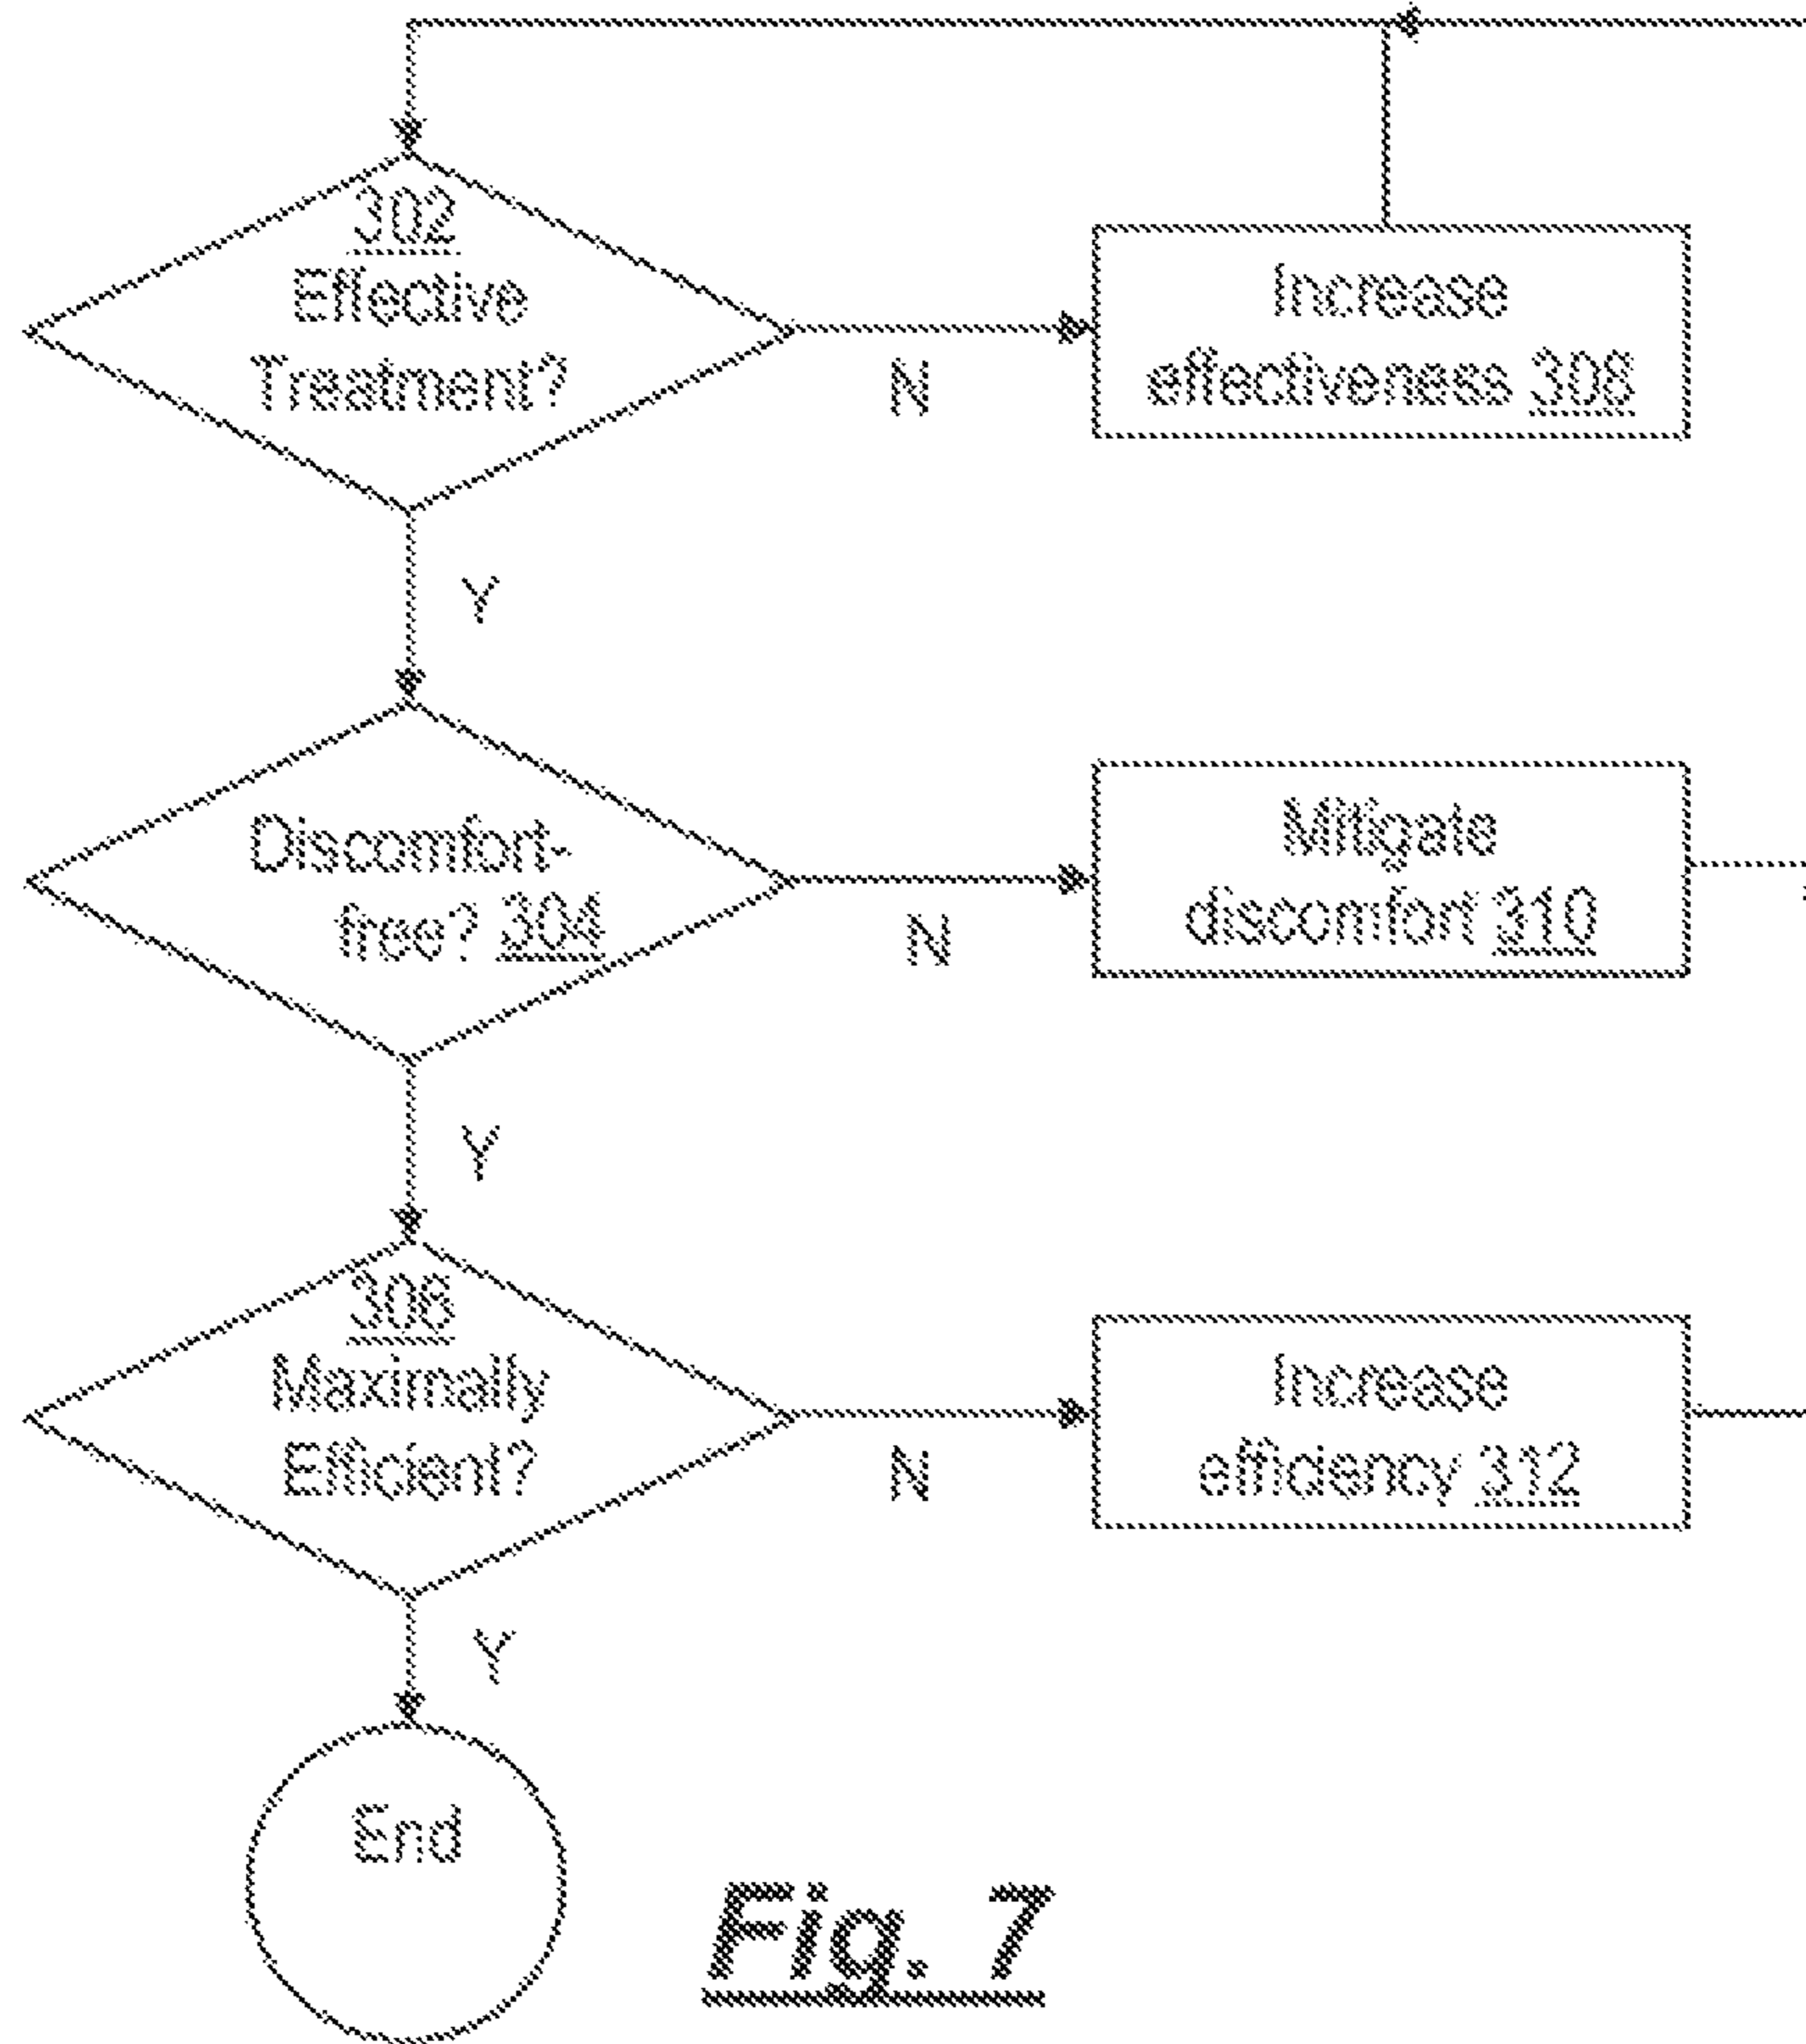 302
Effective
Treatment?
N
Increase
effectiveness 308
Y
Discomfort-
free? 304
N
Mitigate
discomfort 310
Y
306
Maximally
Efficient?
N
Increase
efficiency 312
Y
End
Fig. 7